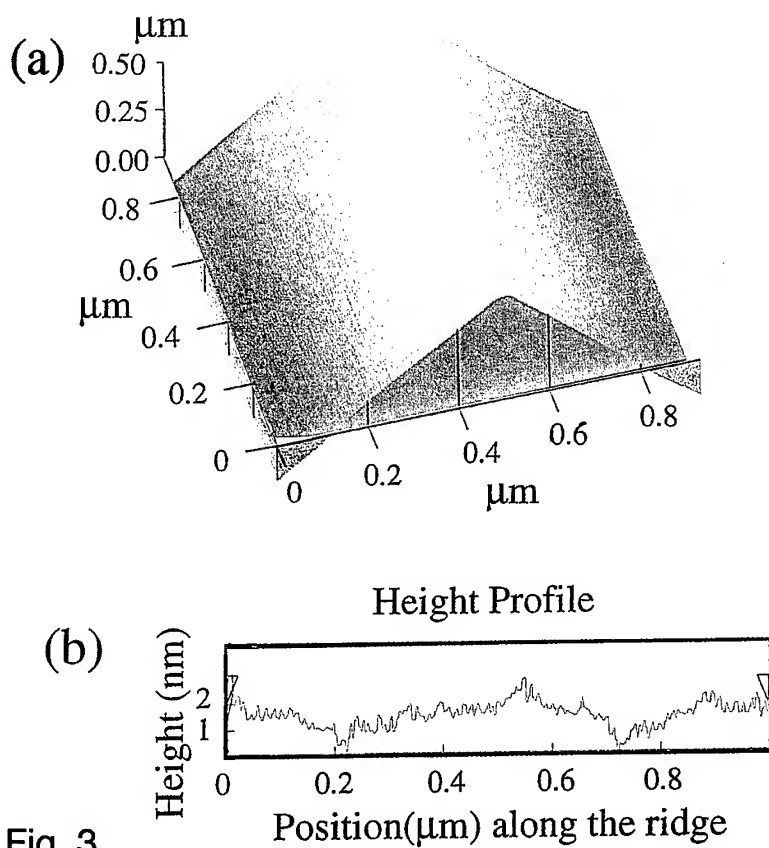 (a)
μm
0.50
0.25
0.00
0.8
0.6
μm
0.4
0.2
0
0
0.2
0.4
0.6
0.8
μm
Height Profile
(b)
Height (nm)
2
1
0
0.2
0.4
0.6
0.8
Position(μm) along the ridge
Fig. 3